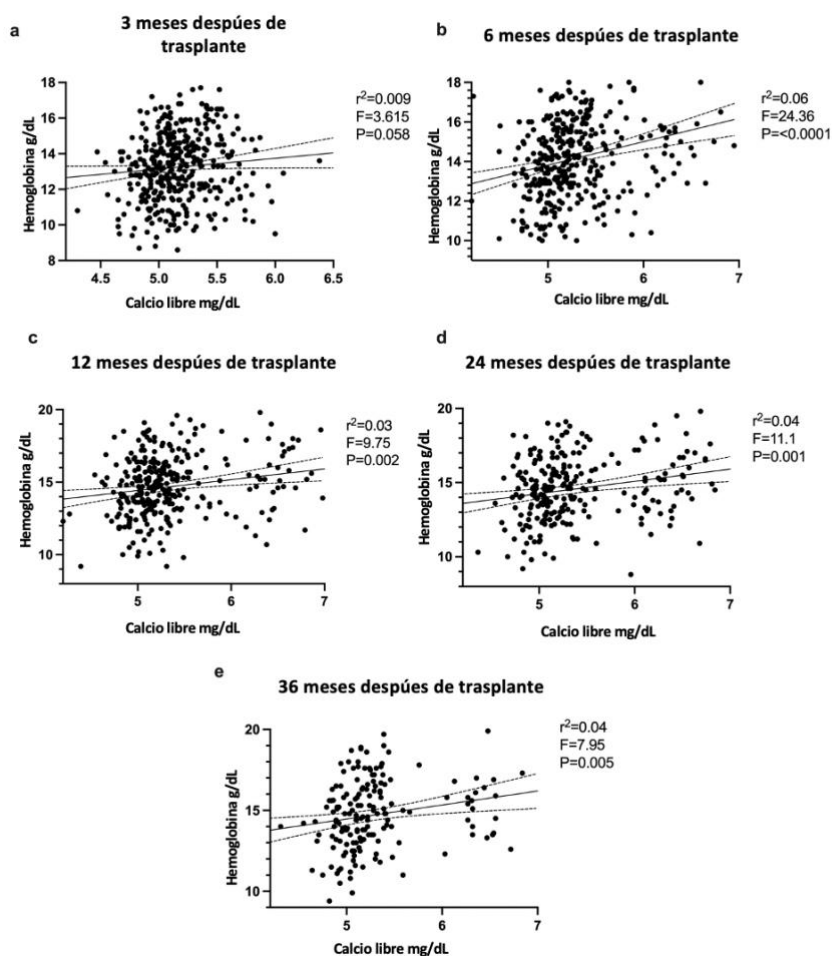 a
3 meses despúes de
trasplante
r²=0.009
F=3.615
P=0.058
Hemoglobina g/dL
18
16
14
12
10
8
4.5
5.0
5.5
6.0
6.5
Calcio libre mg/dL
b
6 meses despúes de trasplante
r²=0.06
F=24.36
P=<0.0001
Hemoglobina g/dL
18
16
14
12
10
5
6
7
Calcio libre mg/dL
c
12 meses despúes de trasplante
r²=0.03
F=9.75
P=0.002
Hemoglobina g/dL
20
15
10
5
6
7
Calcio libre mg/dL
d
24 meses despúes de trasplante
r²=0.04
F=11.1
P=0.001
Hemoglobina g/dL
20
15
10
5
6
7
Calcio libre mg/dL
e
36 meses despúes de trasplante
r²=0.04
F=7.95
P=0.005
Hemoglobina g/dL
20
15
10
5
6
7
Calcio libre mg/dL